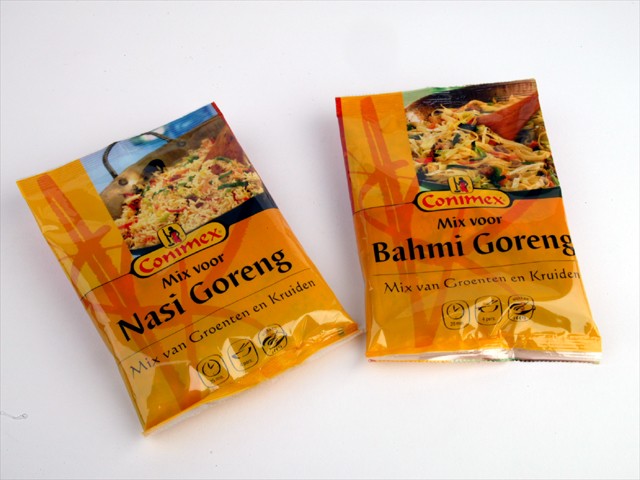 Conimex
Mix voor
Nasi Goreng
Mix van Groenten en Kruiden
Conimex
Mix voor
Bahmi Goreng
Mix van Groenten en Kruiden